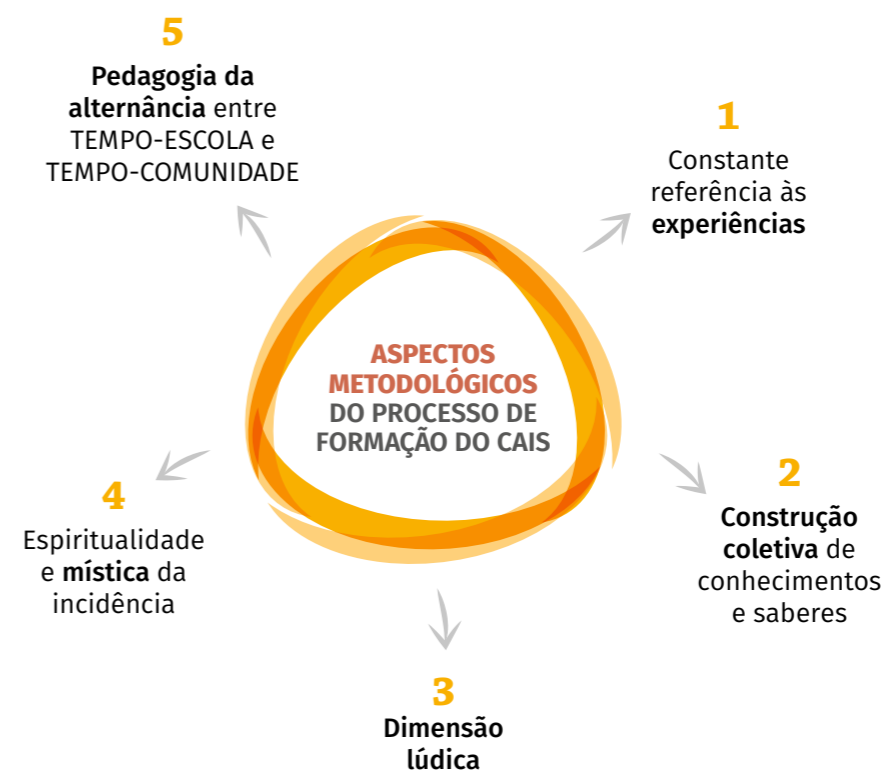 ASPECTOS
METODOLÓGICOS
DO PROCESSO DE
FORMAÇÃO DO CAIS
1
Constante
referência às
experiências
2
Construção
coletiva de
conhecimentos
e saberes
3
Dimensão
lúdica
4
Espiritualidade
e mística da
incidência
5
Pedagogia da
alternância entre
TEMPO-ESCOLA e
TEMPO-COMUNIDADE